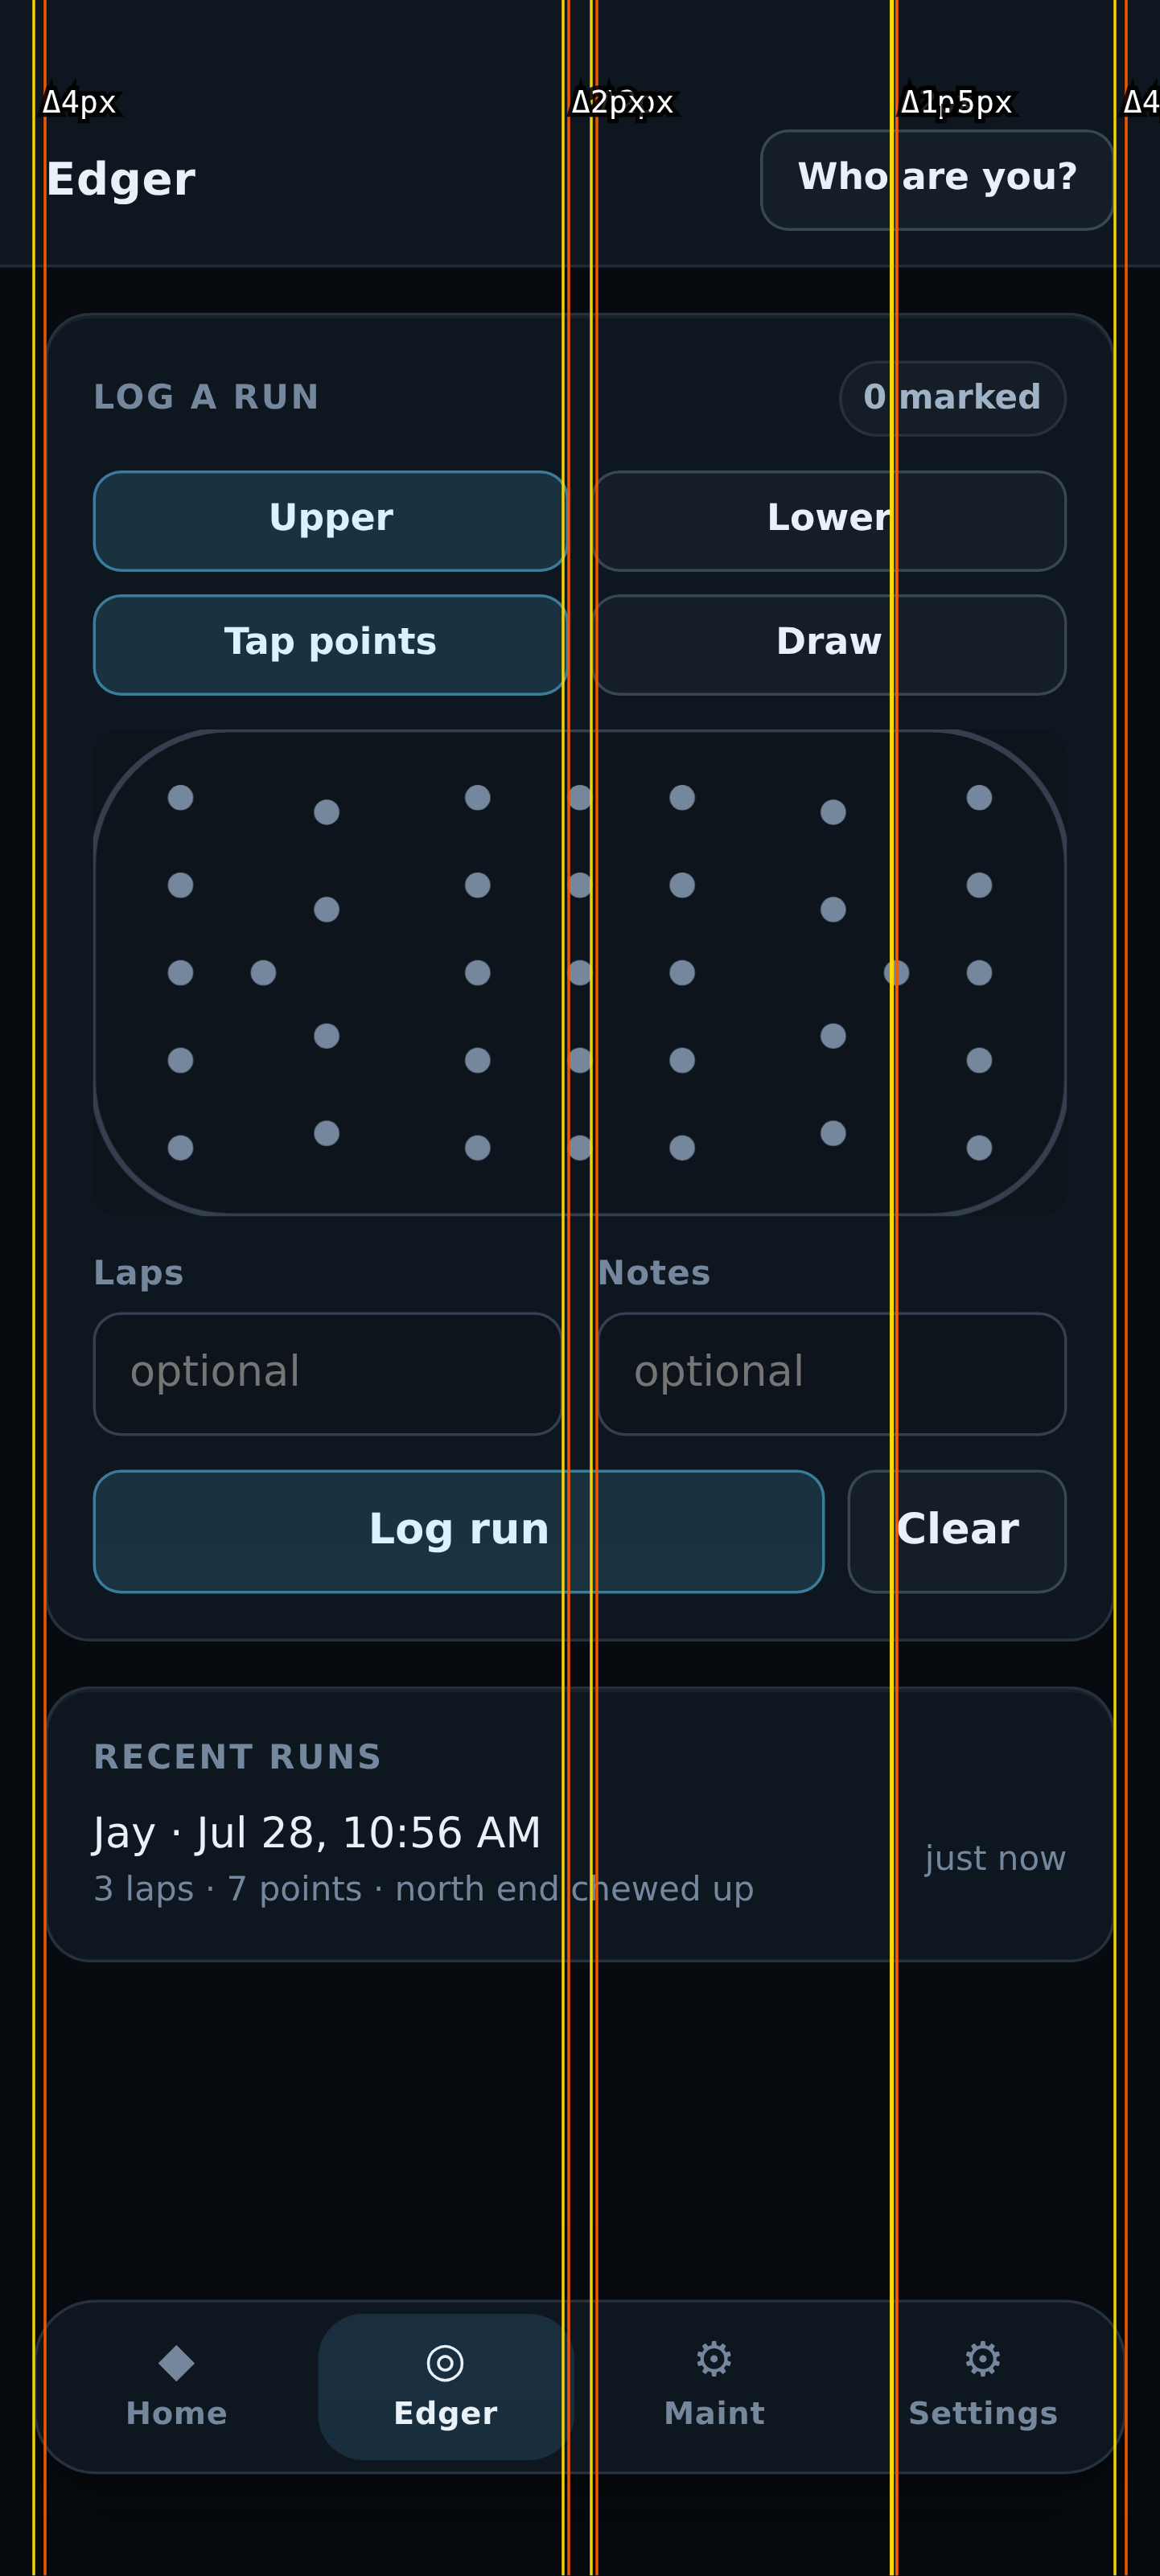 Δ4px Δ2px Δ1p5px Δ4
Edger Who are you?
LOG A RUN 0 marked
Upper Lower
Tap points Draw
Laps Notes
optional optional
Log run Clear
RECENT RUNS
Jay · Jul 28, 10:56 AM
just now
3 laps · 7 points · north end chewed up
Home Edger Maint Settings